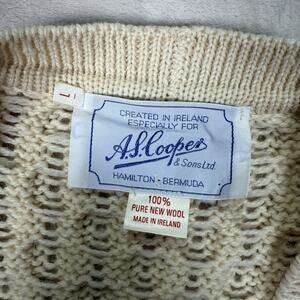 L
CREATED IN IRELAND
ESPECIALLY FOR
A.S. Cooper
& Sons Ltd.
HAMILTON - BERMUDA
100%
PURE NEW WOOL
MADE IN IRELAND